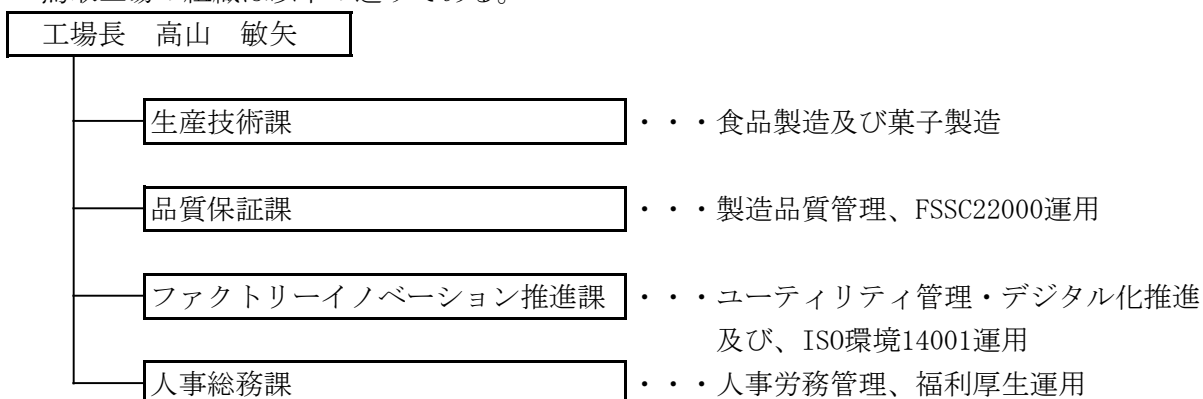 工場長　高山　敏矢
生産技術課　・・・食品製造及び菓子製造
品質保証課　・・・製造品質管理、FSSC22000運用
ファクトリーイノベーション推進課　・・・ユーティリティ管理・デジタル化推進
及び、ISO環境14001運用
人事総務課　・・・人事労務管理、福利厚生運用